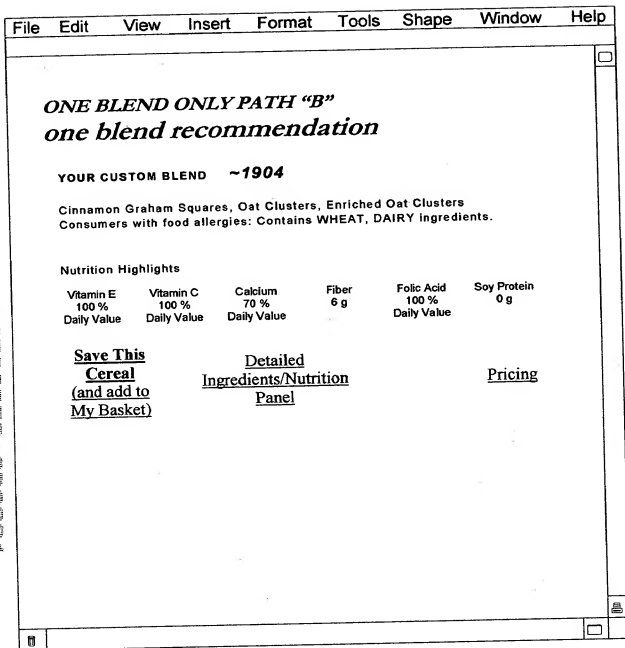 File Edit View Insert Format Tools Shape Window Help
ONE BLEND ONLY PATH “B”
one blend recommendation
YOUR CUSTOM BLEND ~1904
Cinnamon Graham Squares, Oat Clusters, Enriched Oat Clusters
Consumers with food allergies: Contains WHEAT, DAIRY ingredients.
Nutrition Highlights
Vitamin E Vitamin C Calcium Fiber Folic Acid Soy Protein
100 % 100 % 70 % 6 g 100 % 0 g
Daily Value Daily Value Daily Value Daily Value
Save This
Cereal
(and add to
My Basket)
Detailed
Ingredients/Nutrition
Panel
Pricing